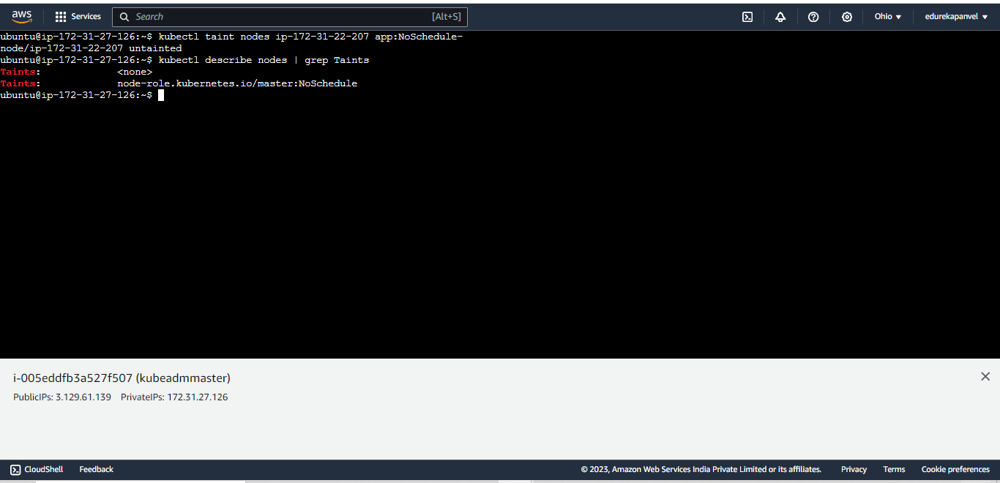 aws Services Search [Alt+S] Ohio edurekapanvel
ubuntu@ip-172-31-27-126:~$ kubectl taint nodes ip-172-31-22-207 app:NoSchedule-
node/ip-172-31-22-207 untainted
ubuntu@ip-172-31-27-126:~$ kubectl describe nodes | grep Taints
Taints:             <none>
Taints:             node-role.kubernetes.io/master:NoSchedule
ubuntu@ip-172-31-27-126:~$
i-005eddfb3a527f507 (kubeadmmaster)
PublicIPs: 3.129.61.139 PrivateIPs: 172.31.27.126
CloudShell Feedback © 2023, Amazon Web Services India Private Limited or its affiliates. Privacy Terms Cookie preferences